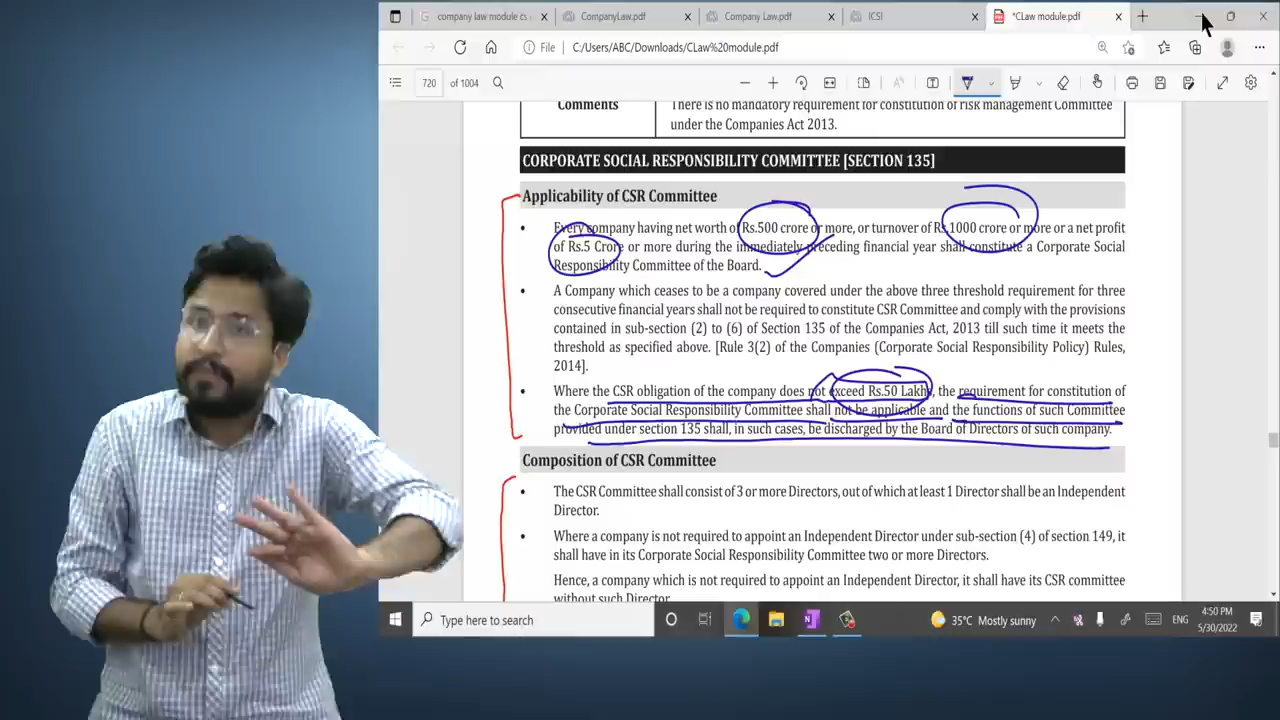 company law module cs
CompanyLaw.pdf
Company Law.pdf
ICSI
*CLaw module.pdf
File
C:/Users/ABC/Downloads/CLaw%20module.pdf
720 of 1004
Comments
There is no mandatory requirement for constitution of risk management Committee
under the Companies Act 2013.
CORPORATE SOCIAL RESPONSIBILITY COMMITTEE [SECTION 135]
Applicability of CSR Committee
• Every company having net worth of Rs.500 crore or more, or turnover of Rs.1000 crore or more or a net profit
of Rs.5 Crore or more during the immediately preceding financial year shall constitute a Corporate Social
Responsibility Committee of the Board.
• A Company which ceases to be a company covered under the above three threshold requirement for three
consecutive financial years shall not be required to constitute CSR Committee and comply with the provisions
contained in sub-section (2) to (6) of Section 135 of the Companies Act, 2013 till such time it meets the
threshold as specified above. [Rule 3(2) of the Companies (Corporate Social Responsibility Policy) Rules,
2014].
• Where the CSR obligation of the company does not exceed Rs.50 Lakhs, the requirement for constitution of
the Corporate Social Responsibility Committee shall not be applicable and the functions of such Committee
provided under section 135 shall, in such cases, be discharged by the Board of Directors of such company.
Composition of CSR Committee
• The CSR Committee shall consist of 3 or more Directors, out of which at least 1 Director shall be an Independent
Director.
• Where a company is not required to appoint an Independent Director under sub-section (4) of section 149, it
shall have in its Corporate Social Responsibility Committee two or more Directors.
Hence, a company which is not required to appoint an Independent Director, it shall have its CSR committee
without such Director
Type here to search
35°C Mostly sunny
ENG
4:50 PM
5/30/2022